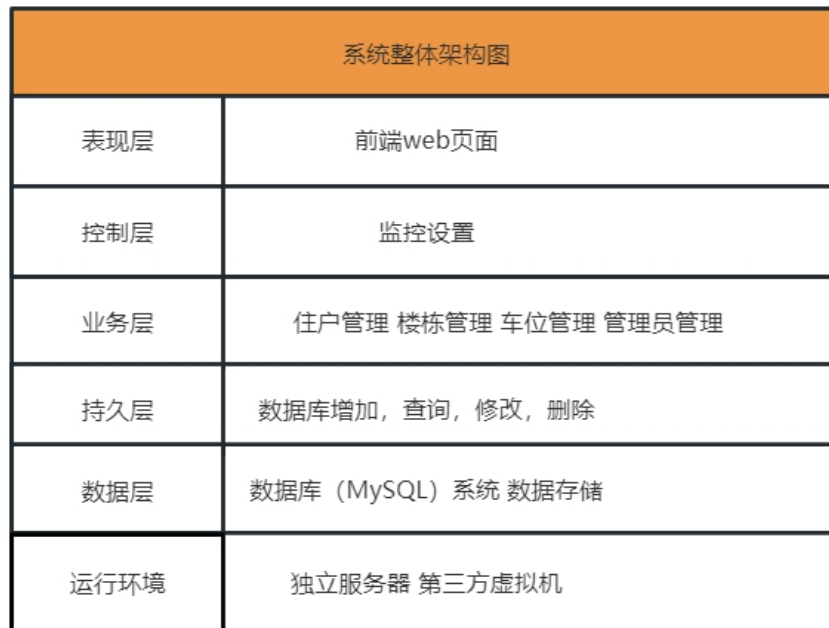 系统整体架构图
表现层 前端web页面
控制层 监控设置
业务层 住户管理 楼栋管理 车位管理 管理员管理
持久层 数据库增加，查询，修改，删除
数据层 数据库（MySQL）系统 数据存储
运行环境 独立服务器 第三方虚拟机